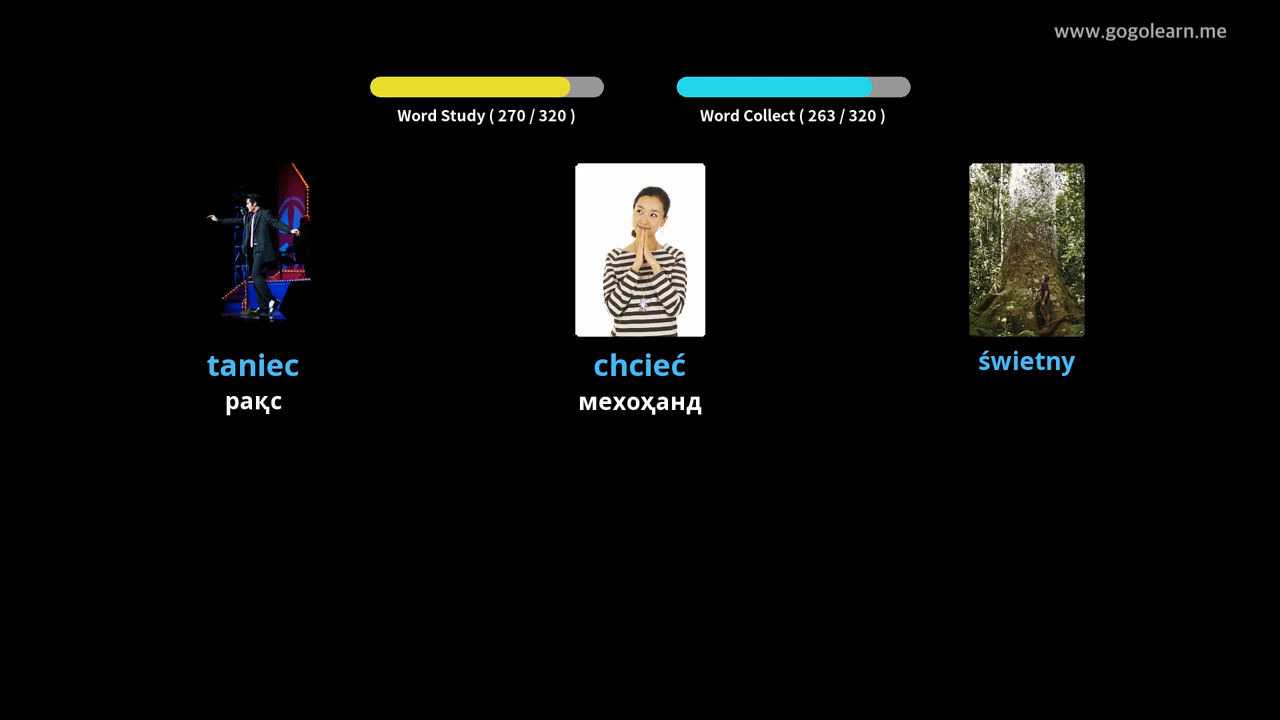 www.gogolearn.me
Word Study ( 270 / 320 )
Word Collect ( 263 / 320 )
taniec
рақс
chcieć
мехоҳанд
świetny